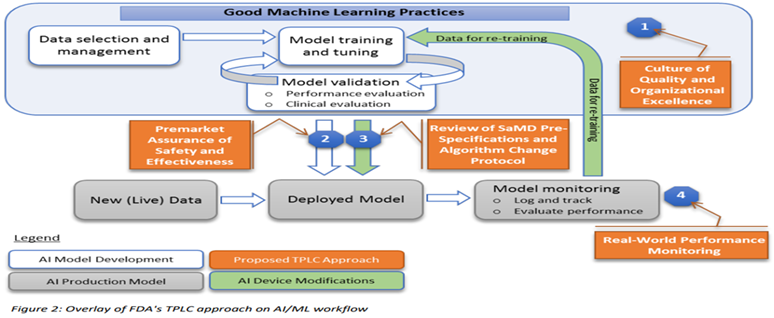 Good Machine Learning Practices
Data selection and
management
Model training
and tuning
Data for re-training
1
Culture of
Quality and
Organizational
Excellence
Model validation
o Performance evaluation
o Clinical evaluation
Data for re-training
Premarket
Assurance of
Safety and
Effectiveness
2
3
Review of SaMD Pre-
Specifications and
Algorithm Change
Protocol
New (Live) Data
Deployed Model
Model monitoring
o Log and track
o Evaluate performance
4
Real-World Performance
Monitoring
Legend
AI Model Development
Proposed TPLC Approach
AI Production Model
AI Device Modifications
Figure 2: Overlay of FDA's TPLC approach on AI/ML workflow